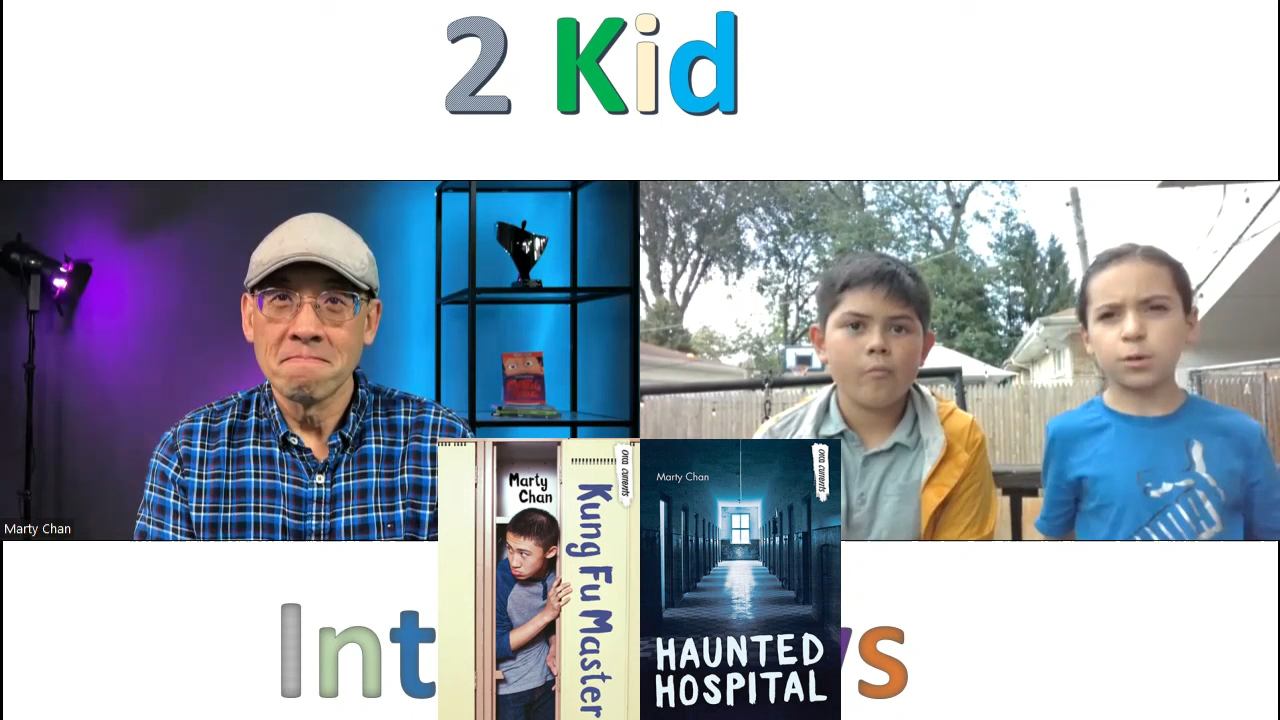 2 Kid
Marty Chan
Marty
Chan
Kung Fu Master
orca currents
Marty Chan
orca currents
HAUNTED
HOSPITAL
Int
s